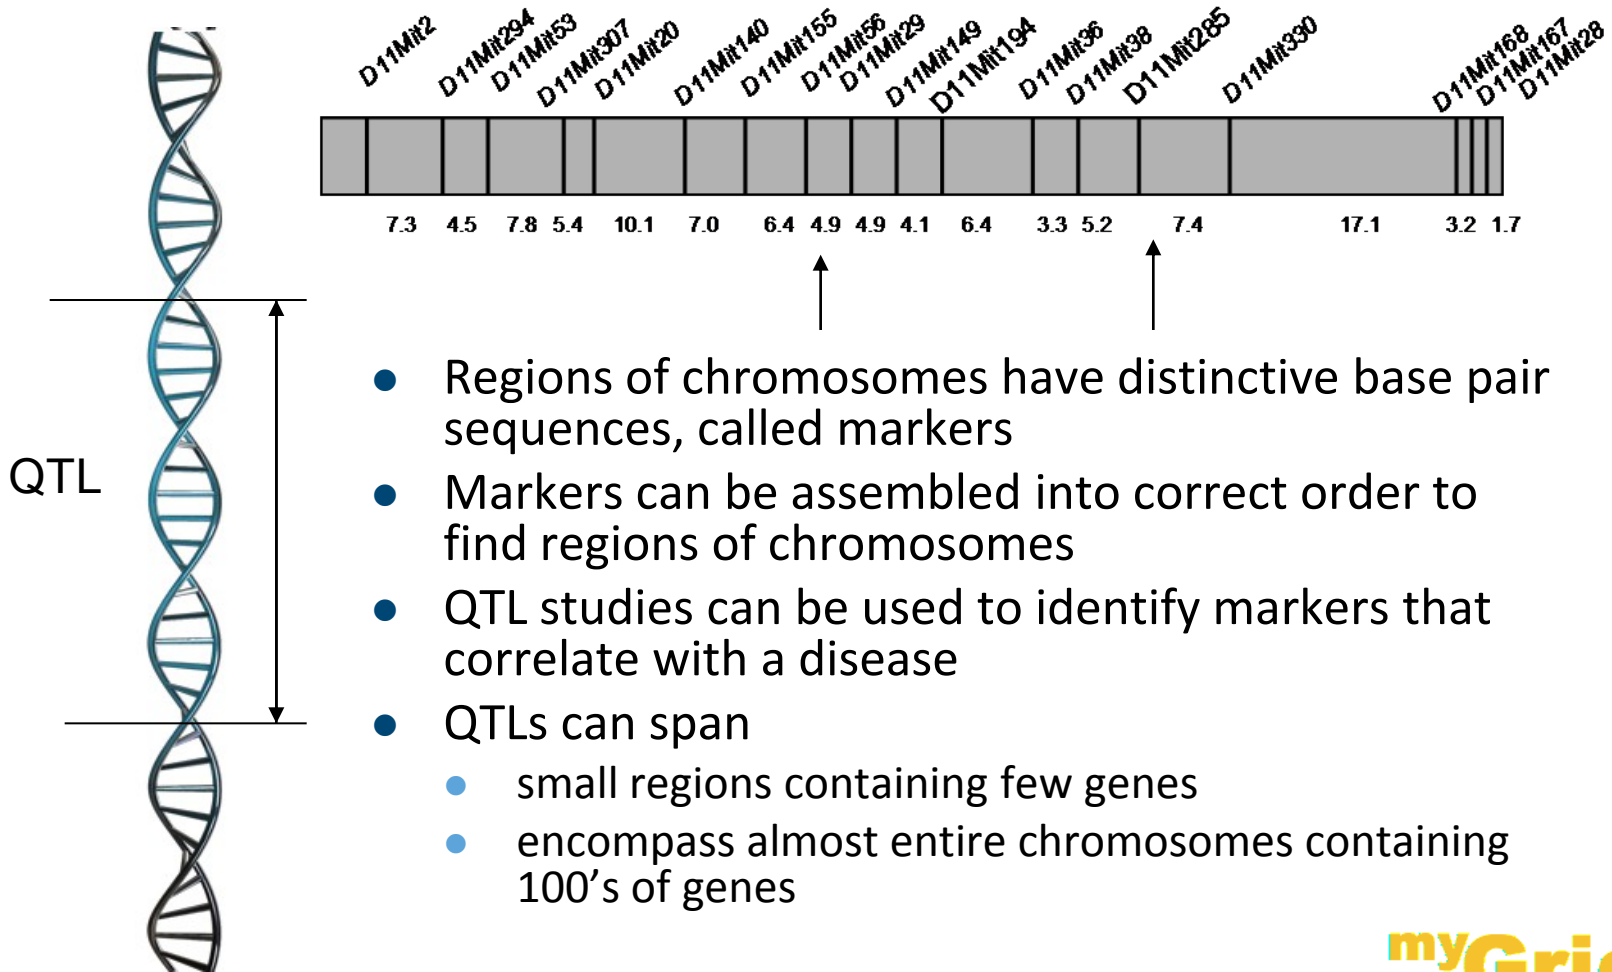 D11Mit2
D11Mit294
D11Mit53
D11Mit307
D11Mit20
D11Mit140
D11Mit155
D11Mit56
D11Mit29
D11Mit149
D11Mit194
D11Mit36
D11Mit38
D11Mit285
D11Mit330
D11Mit168
D11Mit167
D11Mit28
7.3 4.5 7.8 5.4 10.1 7.0 6.4 4.9 4.9 4.1 6.4 3.3 5.2 7.4 17.1 3.2 1.7
QTL
Regions of chromosomes have distinctive base pair
sequences, called markers
Markers can be assembled into correct order to
find regions of chromosomes
QTL studies can be used to identify markers that
correlate with a disease
QTLs can span
small regions containing few genes
encompass almost entire chromosomes containing
100’s of genes